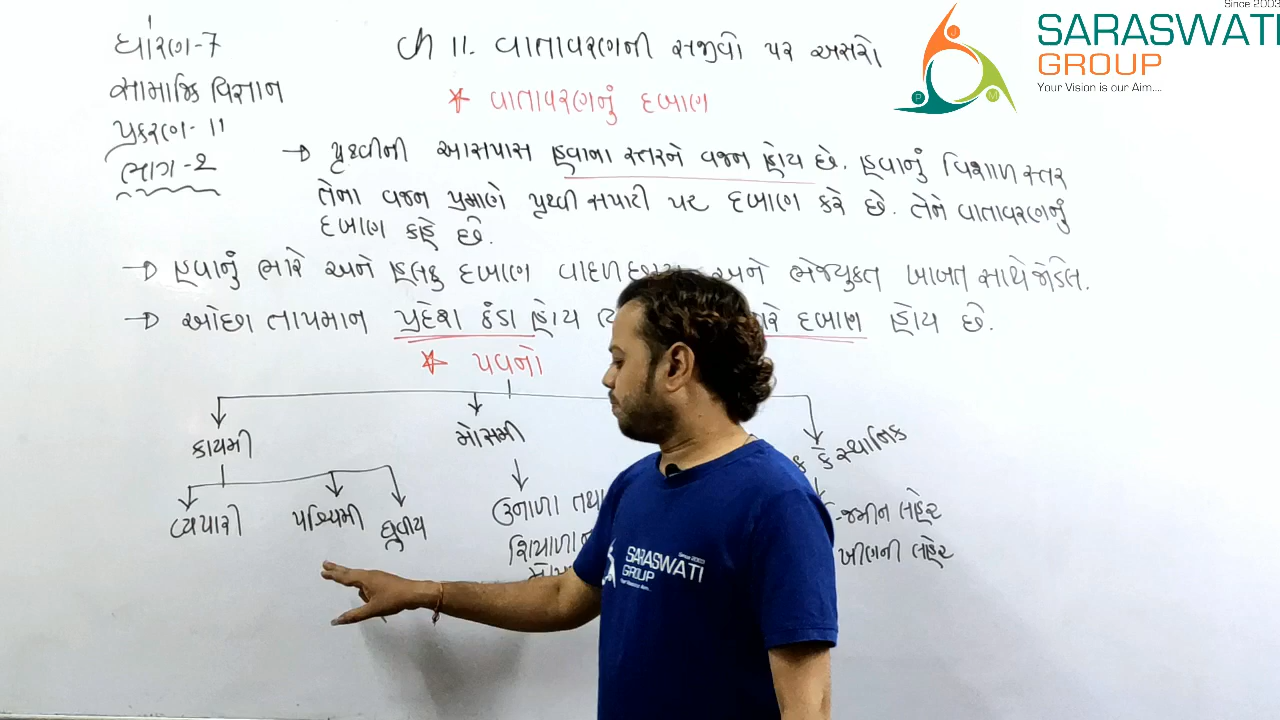 Since 2003
SARASWATI
GROUP
Your Vision is our Aim....
ધોરણ-7
સામાજિક વિજ્ઞાન
પ્રકરણ-11
ભાગ-2
Ch 11. વાતાવરણની સજીવો પર અસરો
★ વાતાવરણનું દબાણ
→ પૃથ્વીની આસપાસ હવાના સ્તરને વજન હોય છે. હવાનું વિશાળ સ્તર
તેના વજન પ્રમાણે પૃથ્વી સપાટી પર દબાણ કરે છે. તેને વાતાવરણનું
દબાણ કહે છે.
→ હવાનું ભારે અને હલકુ દબાણ વાદળ અને ભેજયુક્ત બાબત સાથે જોડેલ.
→ ઓછા તાપમાન પ્રદેશ ઠંડા હોય દબાણ હોય છે.
★ પવનો
કાયમી
મોસમી
કે સ્થાનિક
વ્યાપારી
પશ્ચિમી
ધ્રુવીય
ઉનાળા તથા
-જમીન લહેર
ખીણની લહેર
SARASWATI
GROUP